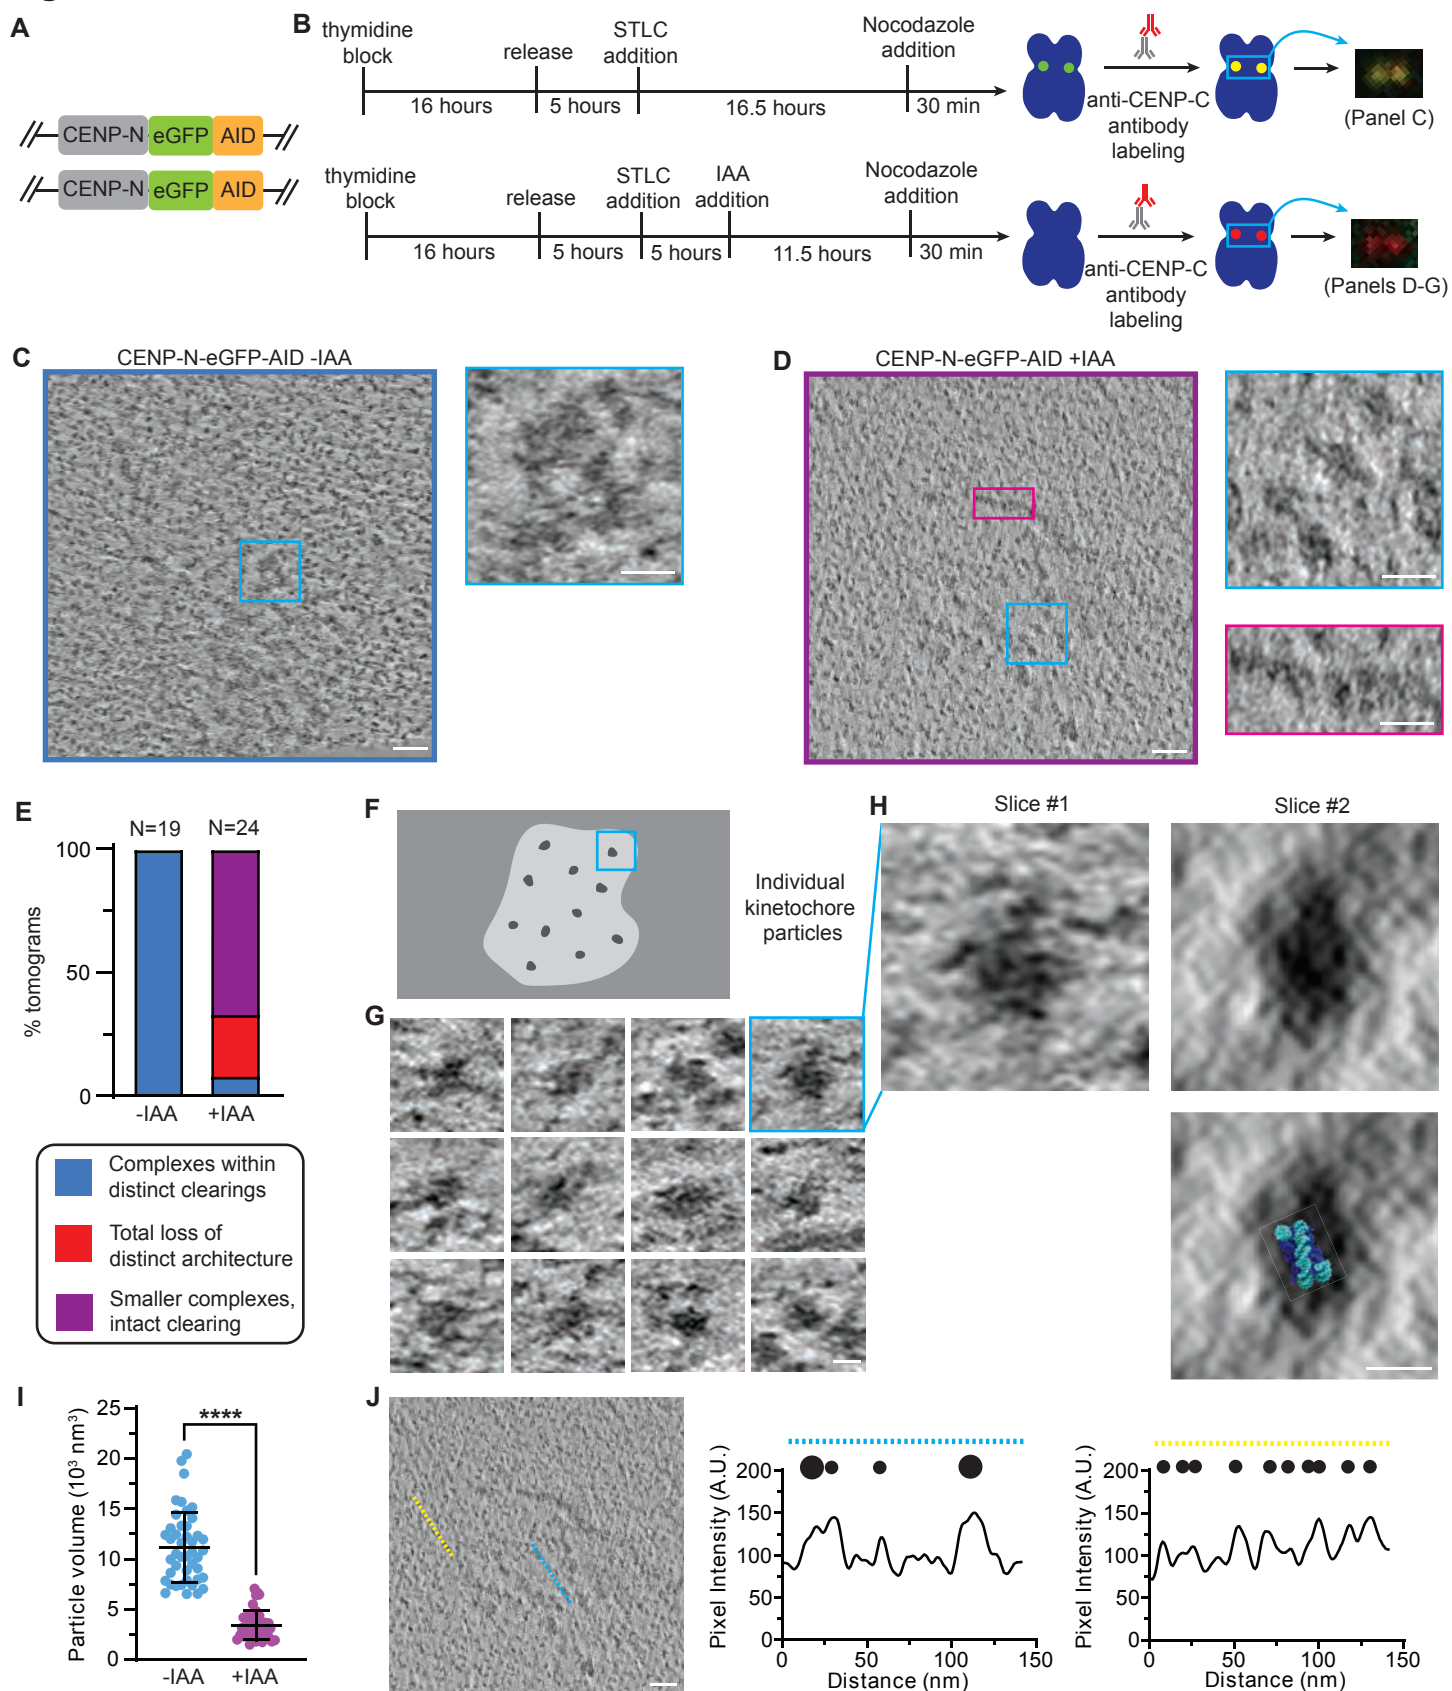 A
CENP-N eGFP AID
CENP-N eGFP AID
B
thymidine
block
release
STLC
addition
Nocodazole
addition
16 hours
5 hours
16.5 hours
30 min
anti-CENP-C
antibody
labeling
(Panel C)
thymidine
block
release
STLC
addition
IAA
addition
Nocodazole
addition
16 hours
5 hours
5 hours
11.5 hours
30 min
anti-CENP-C
antibody
labeling
(Panels D-G)
C
CENP-N-eGFP-AID -IAA
D
CENP-N-eGFP-AID +IAA
E
N=19 N=24
% tomograms
100
50
0
-IAA +IAA
Complexes within
distinct clearings
Total loss of
distinct architecture
Smaller complexes,
intact clearing
F
Individual
kinetochore
particles
G
H
Slice #1
Slice #2
I
Particle volume (10³ nm³)
25
20
15
10
5
0
****
-IAA +IAA
J
Pixel Intensity (A.U.)
200
150
100
50
0
0 50 100 150
Distance (nm)
Pixel Intensity (A.U.)
200
150
100
50
0
0 50 100 150
Distance (nm)